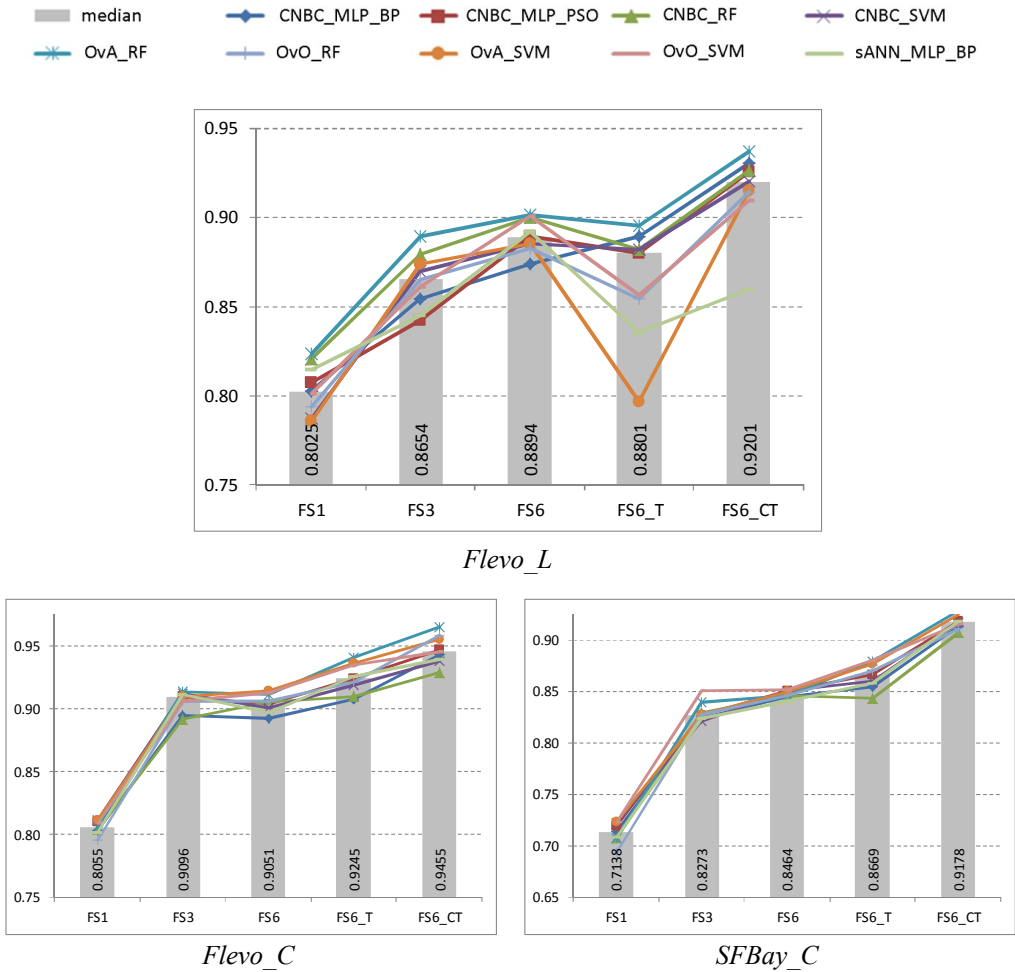 median CNBC_MLP_BP CNBC_MLP_PSO CNBC_RF CNBC_SVM
OvA_RF OvO_RF OvA_SVM OvO_SVM sANN_MLP_BP
0.95
0.90
0.85
0.80
0.75
0.8025 0.8654 0.8894 0.8801 0.9201
FS1 FS3 FS6 FS6_T FS6_CT
Flevo_L
0.95
0.90
0.85
0.80
0.75
0.8055 0.9096 0.9051 0.9245 0.9455
FS1 FS3 FS6 FS6_T FS6_CT
Flevo_C
0.90
0.85
0.80
0.75
0.70
0.65
0.7138 0.8273 0.8464 0.8669 0.9178
FS1 FS3 FS6 FS6_T FS6_CT
SFBay_C